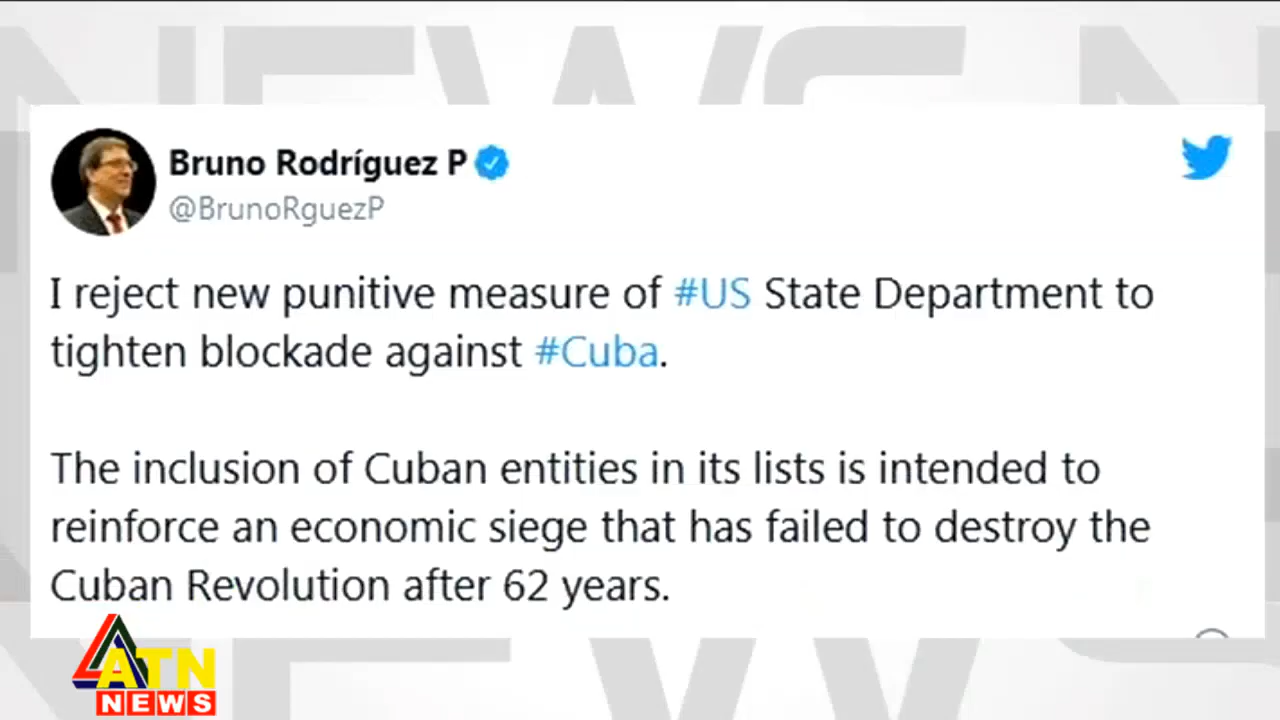 NEWS N
Bruno Rodríguez P
@BrunoRguezP
I reject new punitive measure of #US State Department to
tighten blockade against #Cuba.
The inclusion of Cuban entities in its lists is intended to
reinforce an economic siege that has failed to destroy the
Cuban Revolution after 62 years.
ATN
NEWS